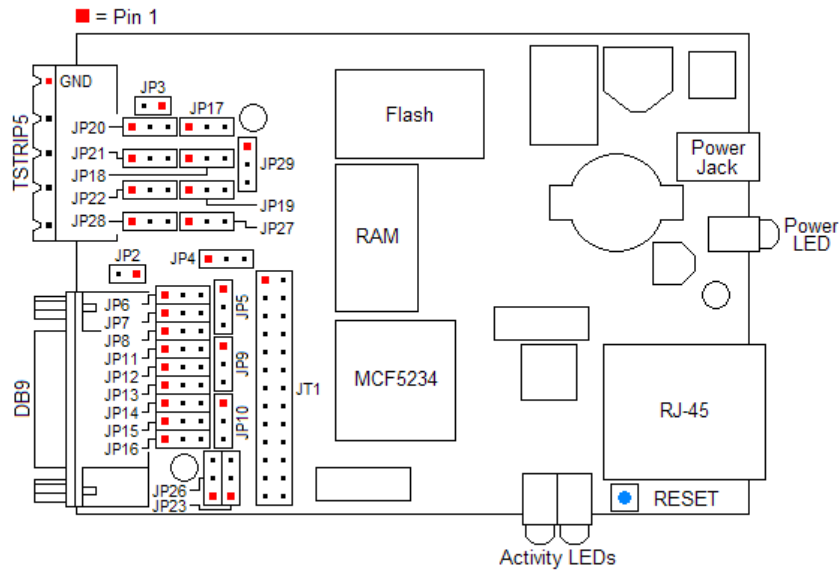 = Pin 1
GND
JP3
JP17
JP20
JP21
JP18
JP29
JP22
JP19
JP28
JP27
TSTRIP5
Flash
Power
Jack
RAM
Power
LED
JP2
JP4
JP6
JP5
JP7
JP8
JP11
JP9
JP12
JP13
JP14
JP10
JP15
JP16
DB9
JT1
MCF5234
RJ-45
JP26
JP23
RESET
Activity LEDs